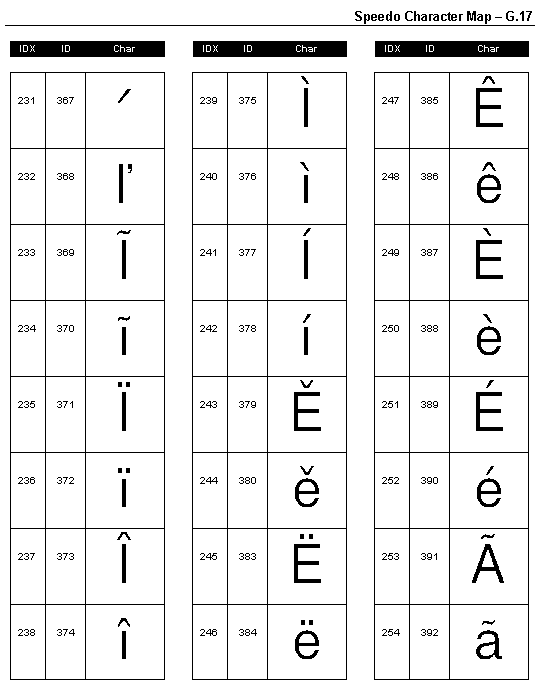 Speedo Character Map – G.17
IDX ID Char IDX ID Char IDX ID Char
231 367 ˊ 239 375 Ì 247 385 Ê
232 368 ľ 240 376 ì 248 386 ê
233 369 Ĩ 241 377 Í 249 387 È
234 370 ĩ 242 378 í 250 388 è
235 371 Ï 243 379 Ě 251 389 É
236 372 ï 244 380 ě 252 390 é
237 373 Î 245 383 Ë 253 391 Ã
238 374 î 246 384 ë 254 392 ã